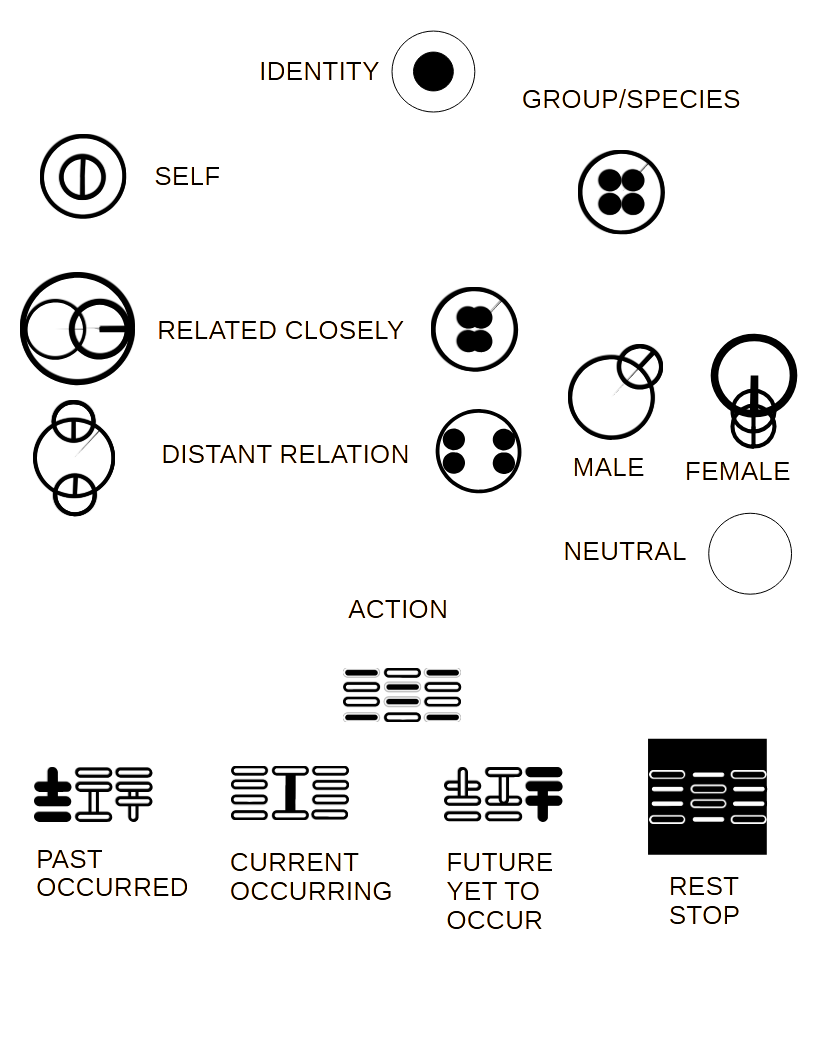 IDENTITY
GROUP/SPECIES
SELF
RELATED CLOSELY
DISTANT RELATION
MALE
FEMALE
NEUTRAL
ACTION
PAST
OCCURRED
CURRENT
OCCURRING
FUTURE
YET TO
OCCUR
REST
STOP